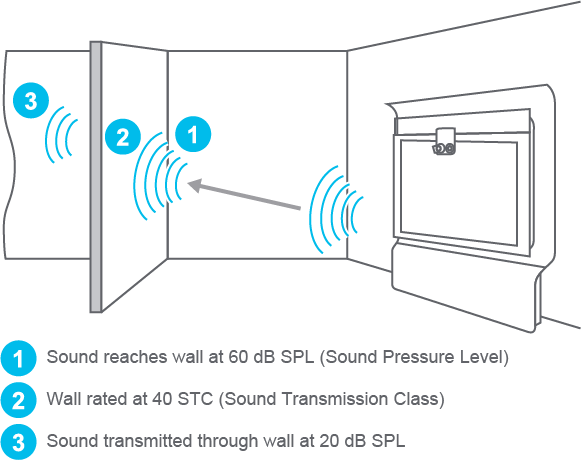 3
2
1
1 Sound reaches wall at 60 dB SPL (Sound Pressure Level)
2 Wall rated at 40 STC (Sound Transmission Class)
3 Sound transmitted through wall at 20 dB SPL